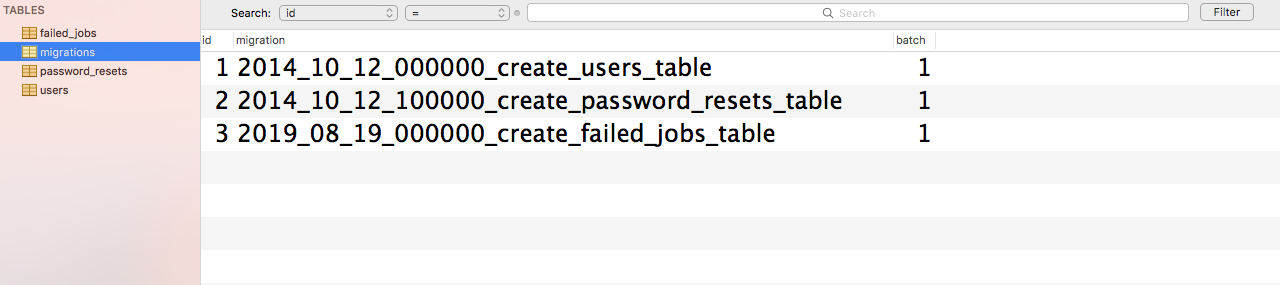 TABLES
failed_jobs
migrations
password_resets
users
Search: id = Search Filter
id migration batch
1 2014_10_12_000000_create_users_table 1
2 2014_10_12_100000_create_password_resets_table 1
3 2019_08_19_000000_create_failed_jobs_table 1